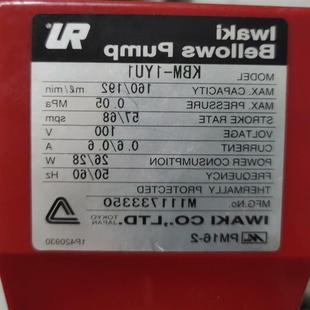 Iwaki
Bellows Pump
MODEL KBM-1YU1
MAX. CAPACITY 160/192 mℓ/min
MAX. PRESSURE 0.05 MPa
STROKE RATE 57/68 spm
VOLTAGE 100 V
CURRENT 0.6/0.6 A
POWER CONSUMPTION 26/28 W
FREQUENCY 50/60 Hz
THERMALLY PROTECTED
MFG.No M111733350
IWAKI CO.,LTD. TOKYO JAPAN
PM16-2
1P420930